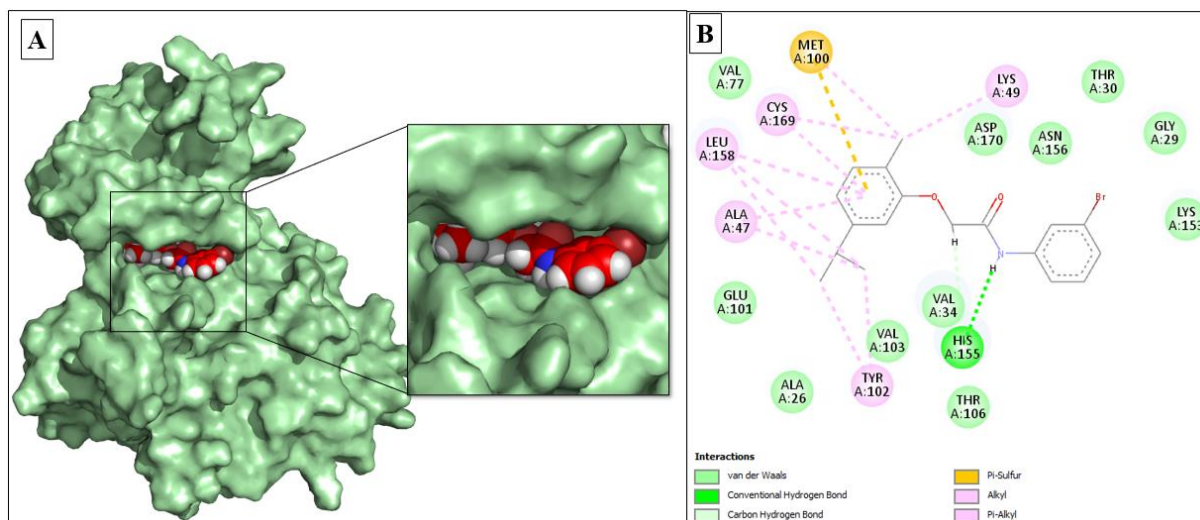 A
B
MET
A:100
VAL
A:77
LYS
A:49
THR
A:30
CYS
A:169
ASP
A:170
ASN
A:156
GLY
A:29
LEU
A:158
O
O
Br
ALA
A:47
LYS
A:153
H
N
H
GLU
A:101
VAL
A:34
VAL
A:103
HIS
A:155
ALA
A:26
TYR
A:102
THR
A:106
Interactions
van der Waals
Conventional Hydrogen Bond
Carbon Hydrogen Bond
Pi-Sulfur
Alkyl
Pi-Alkyl